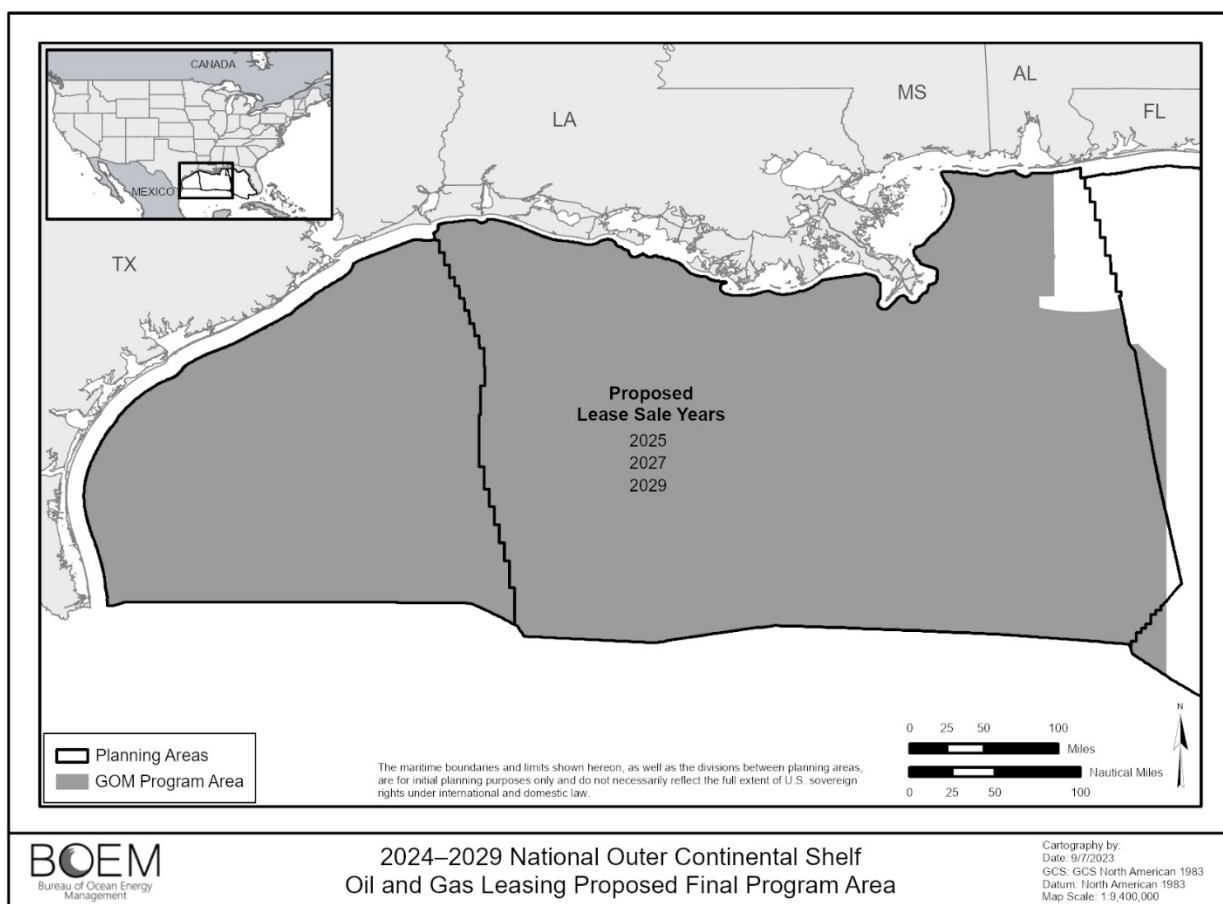 CANADA
MEXICO
TX
LA
MS
AL
FL
Proposed
Lease Sale Years
2025
2027
2029
Planning Areas
GOM Program Area
The maritime boundaries and limits shown hereon, as well as the divisions between planning areas,
are for initial planning purposes only and do not necessarily reflect the full extent of U.S. sovereign
rights under international and domestic law.
0 25 50 100
Miles
Nautical Miles
0 25 50 100
N
BOEM
Bureau of Ocean Energy
Management
2024–2029 National Outer Continental Shelf
Oil and Gas Leasing Proposed Final Program Area
Cartography by:
Date: 9/7/2023
GCS: GCS North American 1983
Datum: North American 1983
Map Scale: 1:9,400,000